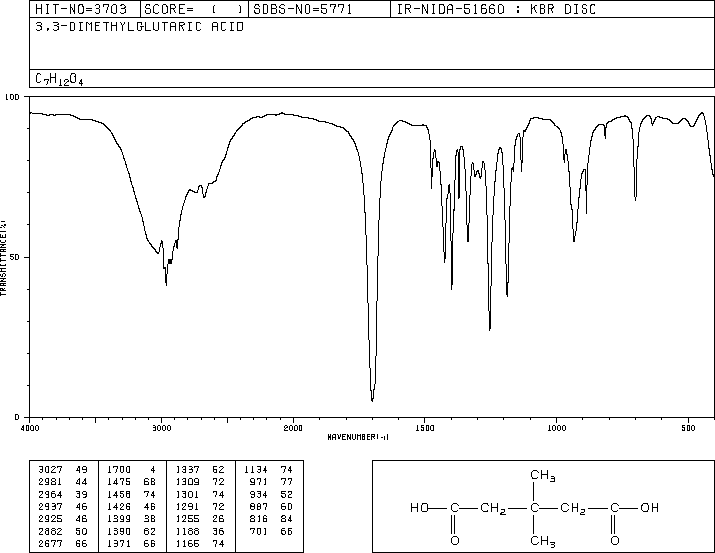 HIT-NO=3703 SCORE= ( ) SDBS-NO=5771 IR-NIDA-51660 : KBR DISC
3,3-DIMETHYLGLUTARIC ACID
C7H12O4
100
50
0
TRANSMITTANCE(%)
4000 3000 2000 1500 1000 500
WAVENUMBER(-1)
3027 49 1700 4 1337 52 1134 74
2981 44 1475 68 1309 72 971 77
2964 39 1458 74 1301 74 934 52
2937 46 1426 46 1291 72 887 60
2925 46 1399 38 1255 26 816 84
2882 50 1390 62 1188 36 701 66
2677 66 1371 66 1165 74
CH3
HO—C—CH2—C—CH2—C—OH
O CH3 O